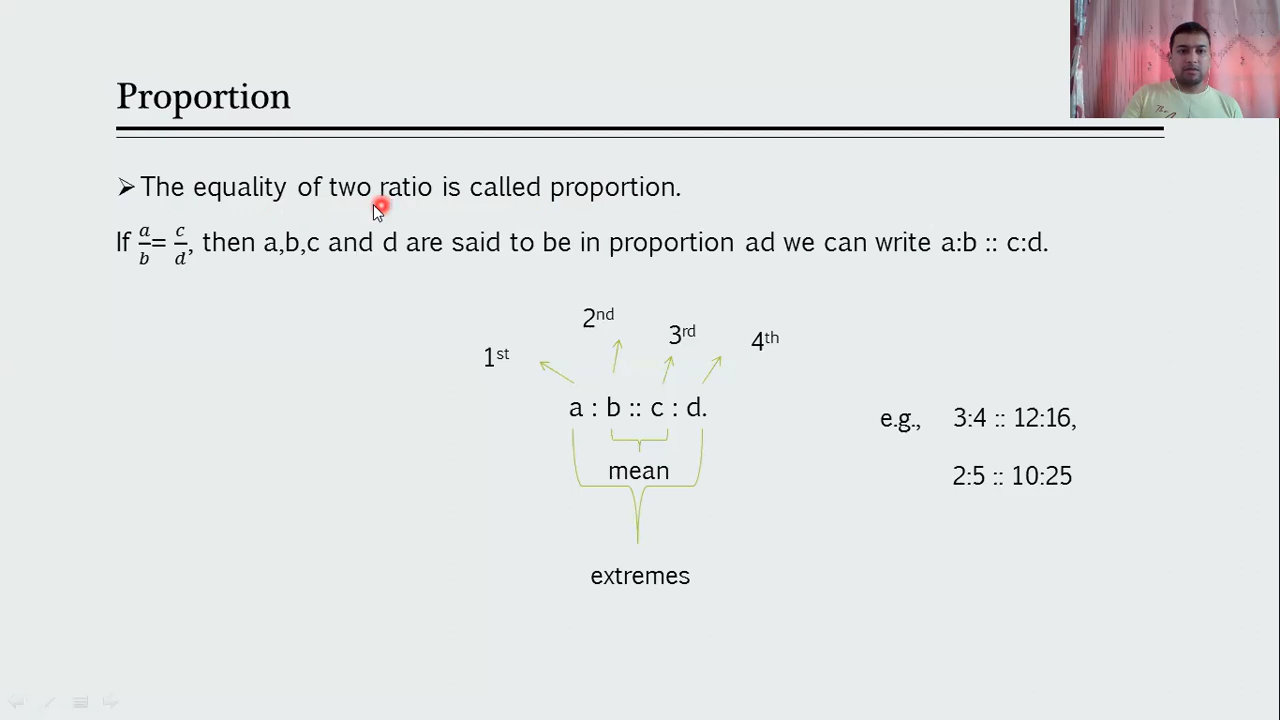 Proportion
➢The equality of two ratio is called proportion.
If a/b = c/d, then a,b,c and d are said to be in proportion ad we can write a:b :: c:d.
1st 2nd 3rd 4th
a : b :: c : d.
mean
extremes
e.g., 3:4 :: 12:16,
2:5 :: 10:25